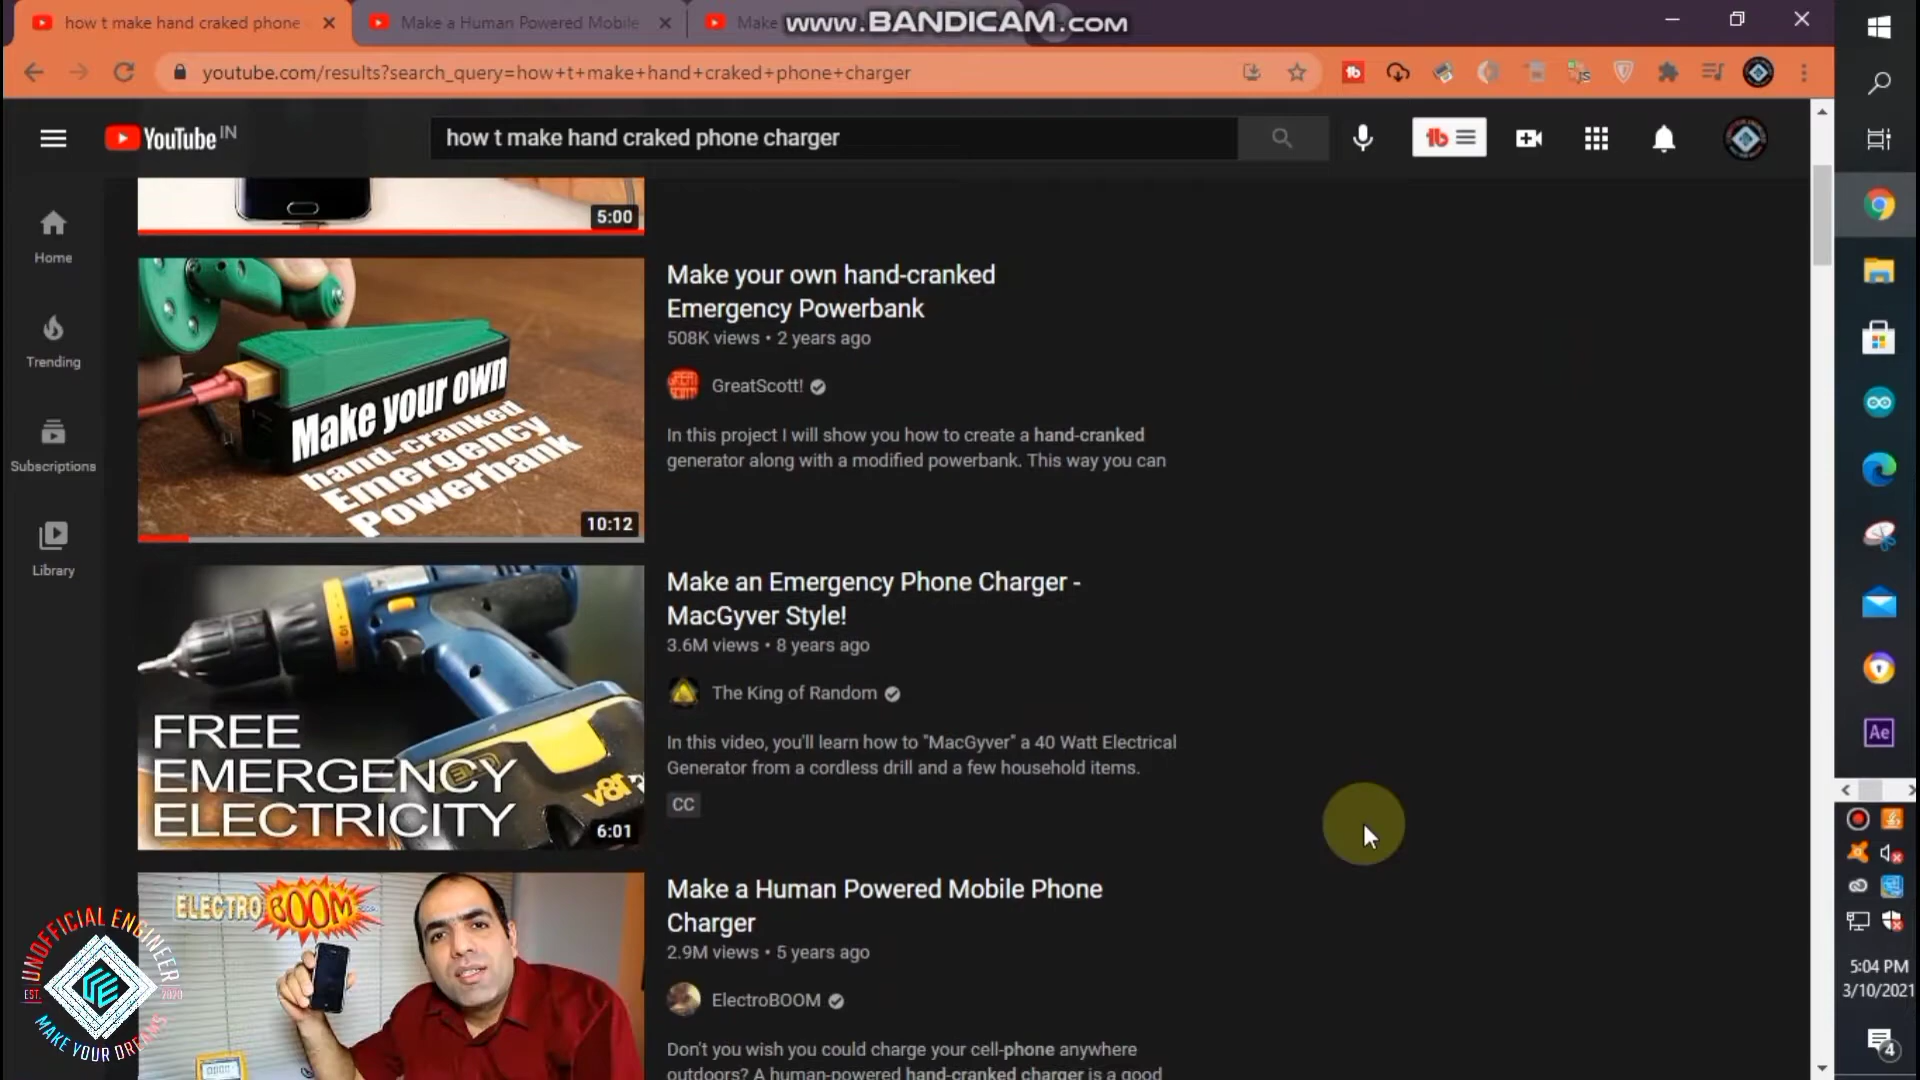 how t make hand craked phone
Make a Human Powered Mobile
Make
www.BANDICAM.com
youtube.com/results?search_query=how+t+make+hand+craked+phone+charger
YouTube IN
how t make hand craked phone charger
Home
Trending
Subscriptions
Library
5:00
Make your own
hand-cranked
Emergency
Powerbank
10:12
Make your own hand-cranked
Emergency Powerbank
508K views • 2 years ago
GREAT SCOTT!
GreatScott!
In this project I will show you how to create a hand-cranked
generator along with a modified powerbank. This way you can
FREE
EMERGENCY
ELECTRICITY
6:01
Make an Emergency Phone Charger -
MacGyver Style!
3.6M views • 8 years ago
The King of Random
In this video, you'll learn how to "MacGyver" a 40 Watt Electrical
Generator from a cordless drill and a few household items.
CC
ELECTRO BOOM
Make a Human Powered Mobile Phone
Charger
2.9M views • 5 years ago
ElectroBOOM
Don't you wish you could charge your cell-phone anywhere
outdoors? A human-powered hand-cranked charger is a good
UNOFFICIAL ENGINEER
EST. 2020
MAKE YOUR DREAMS
Ae
5:04 PM
3/10/2021
4